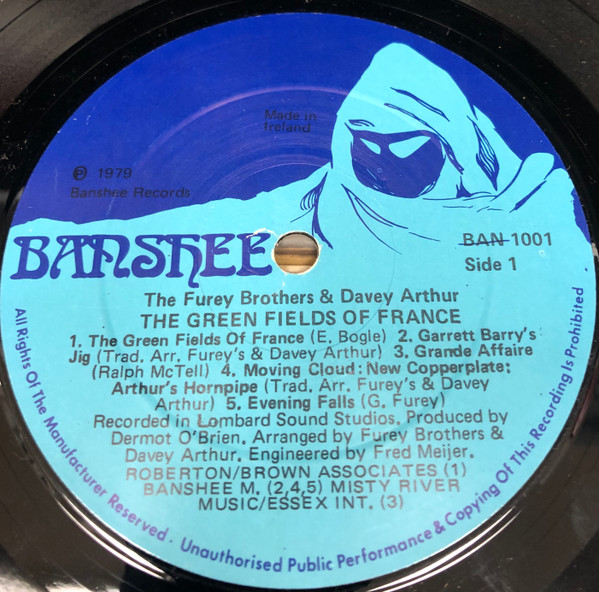 Made in
Ireland
℗ 1979
Banshee Records
BANSHEE
BAN 1001
Side 1
The Furey Brothers & Davey Arthur
THE GREEN FIELDS OF FRANCE
1. The Green Fields Of France (E. Bogle) 2. Garrett Barry's
Jig (Trad. Arr. Furey's & Davey Arthur) 3. Grande Affaire
(Ralph McTell) 4. Moving Cloud: New Copperplate:
Arthur's Hornpipe (Trad. Arr. Furey's & Davey
Arthur) 5. Evening Falls (G. Furey)
Recorded in Lombard Sound Studios. Produced by
Dermot O'Brien. Arranged by Furey Brothers &
Davey Arthur. Engineered by Fred Meijer.
ROBERTON/BROWN ASSOCIATES (1)
BANSHEE M. (2,4,5) MISTY RIVER
MUSIC/ESSEX INT. (3)
All Rights Of The Manufacturer Reserved. Unauthorised Public Performance & Copying Of This Recording Is Prohibited